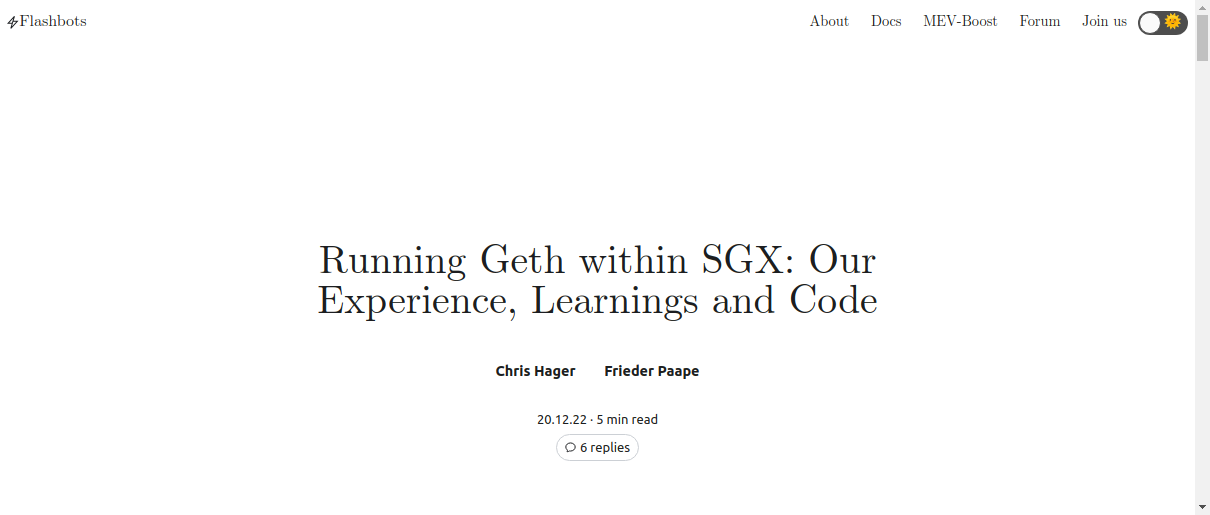 Flashbots
About Docs MEV-Boost Forum Join us
Running Geth within SGX: Our
Experience, Learnings and Code
Chris Hager Frieder Paape
20.12.22 · 5 min read
6 replies